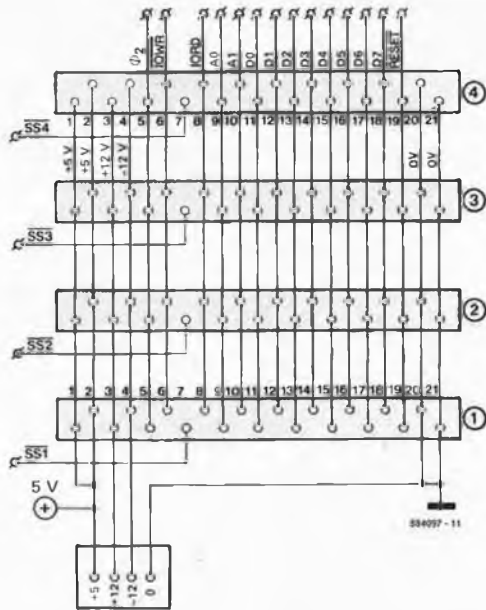 Φ2 IOWR IORD A0 A1 D0 D1 D2 D3 D4 D5 D6 D7 RESET
4
1 2 3 4 5 6 7 8 9 10 11 12 13 14 15 16 17 18 19 20 21
SS4
+5 V +5 V +12 V -12 V 0V 0V
3
SS3
2
SS2
1 2 3 4 5 6 7 8 9 10 11 12 13 14 15 16 17 18 19 20 21
1
SS1
5 V
+
884097 - 11
+5 +12 -12 0